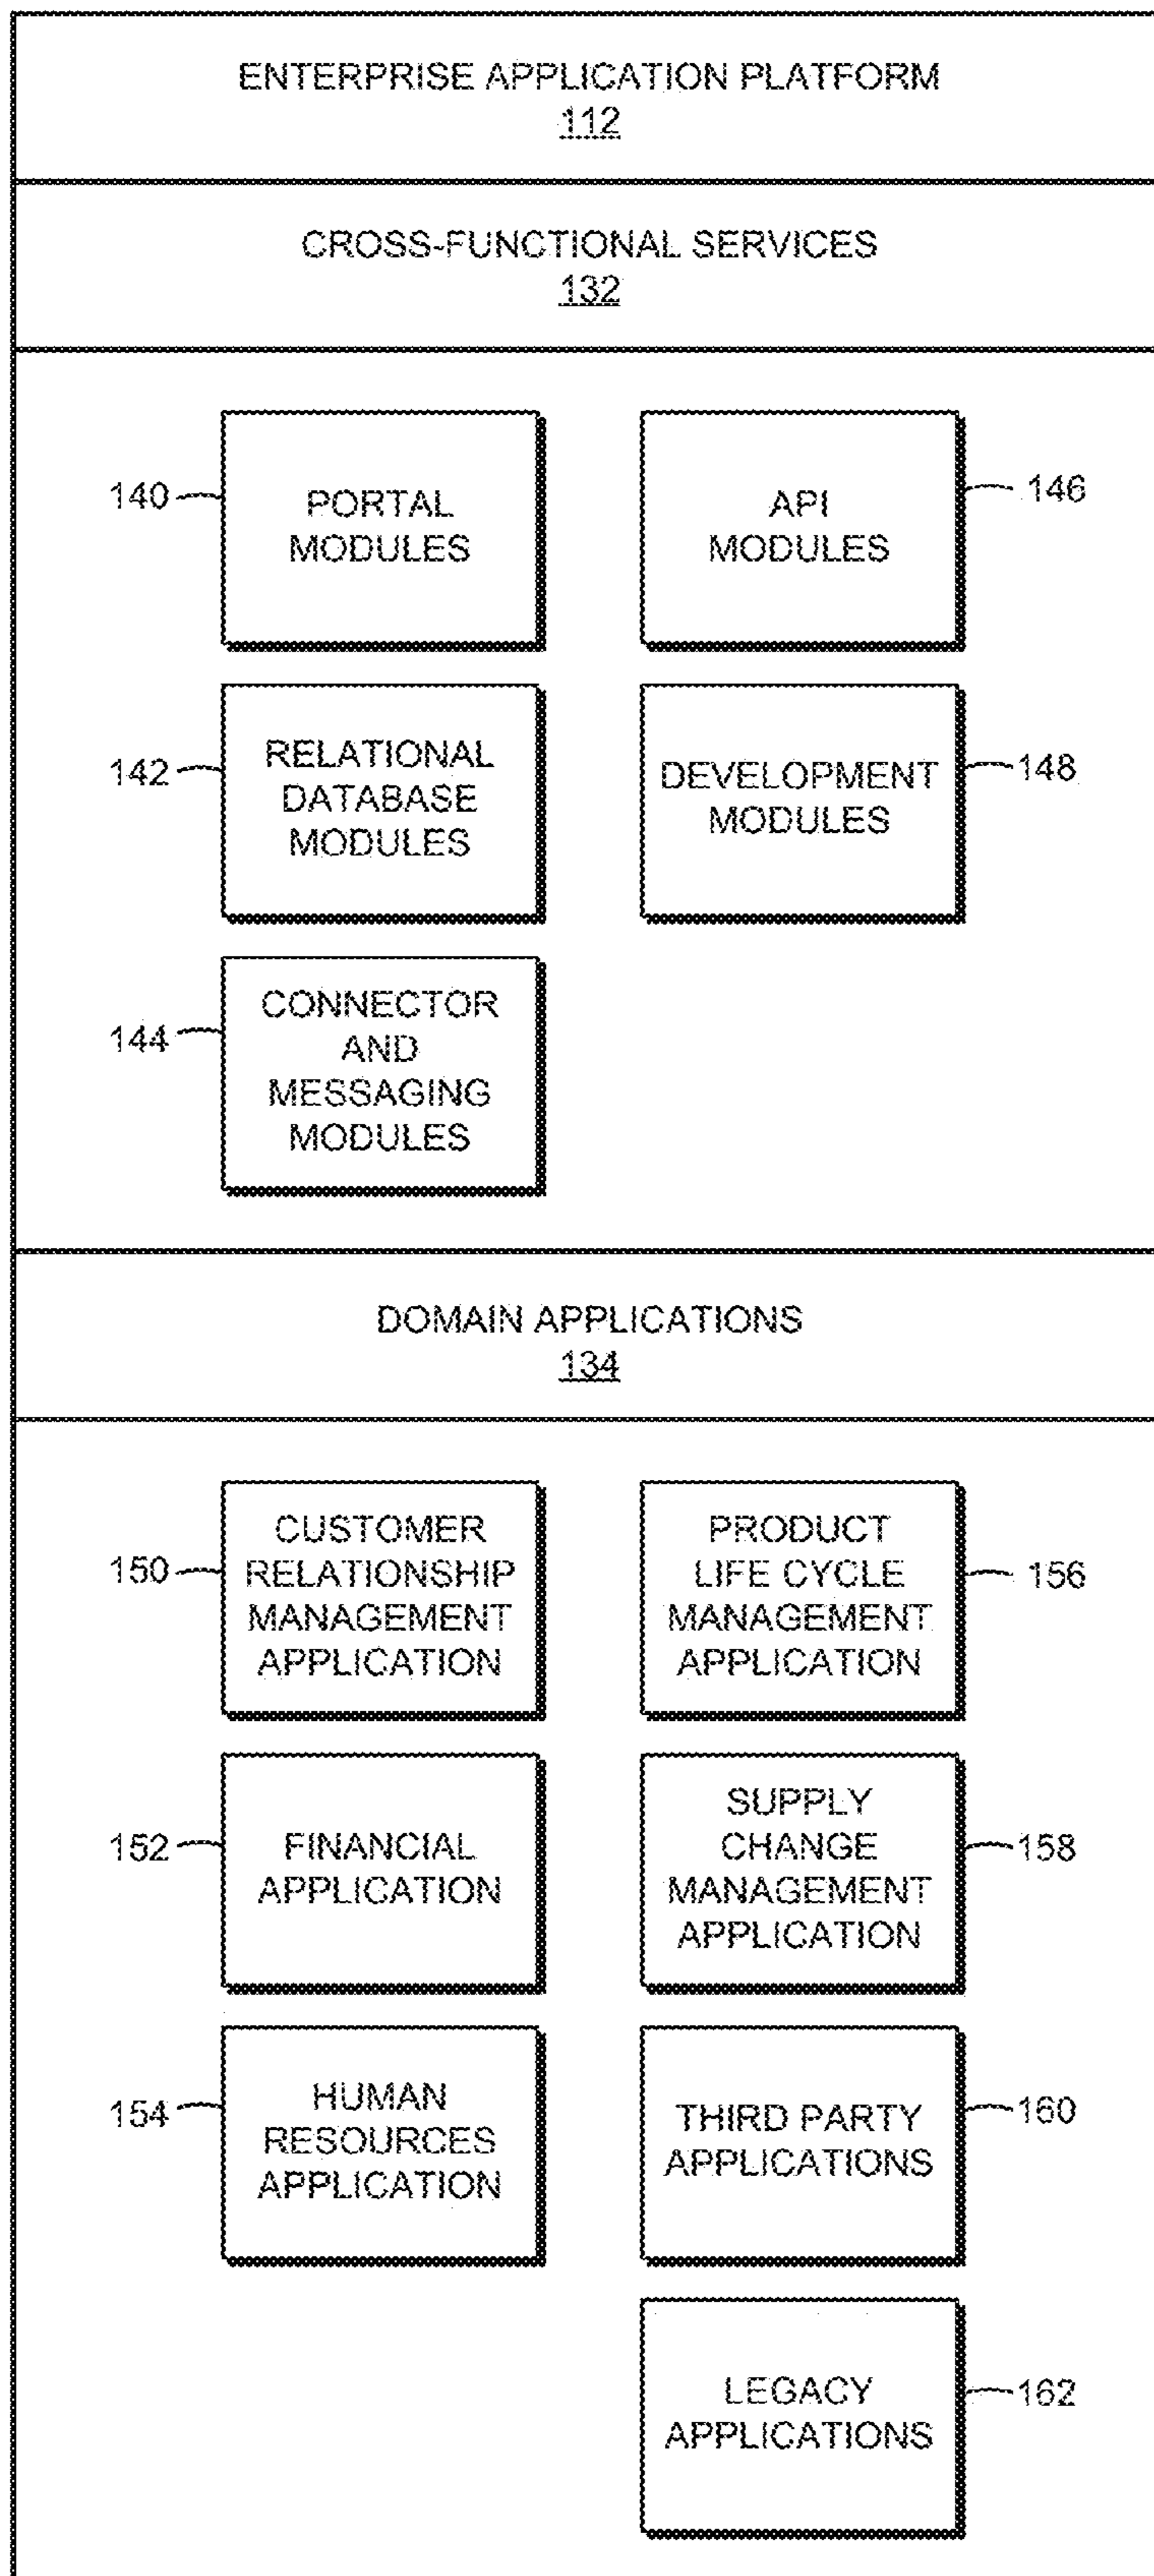 ENTERPRISE APPLICATION PLATFORM
112
CROSS-FUNCTIONAL SERVICES
132
140
PORTAL
MODULES
API
MODULES
146
142
RELATIONAL
DATABASE
MODULES
DEVELOPMENT
MODULES
148
144
CONNECTOR
AND
MESSAGING
MODULES
DOMAIN APPLICATIONS
134
150
CUSTOMER
RELATIONSHIP
MANAGEMENT
APPLICATION
PRODUCT
LIFE CYCLE
MANAGEMENT
APPLICATION
156
152
FINANCIAL
APPLICATION
SUPPLY
CHANGE
MANAGEMENT
APPLICATION
158
154
HUMAN
RESOURCES
APPLICATION
THIRD PARTY
APPLICATIONS
160
LEGACY
APPLICATIONS
162